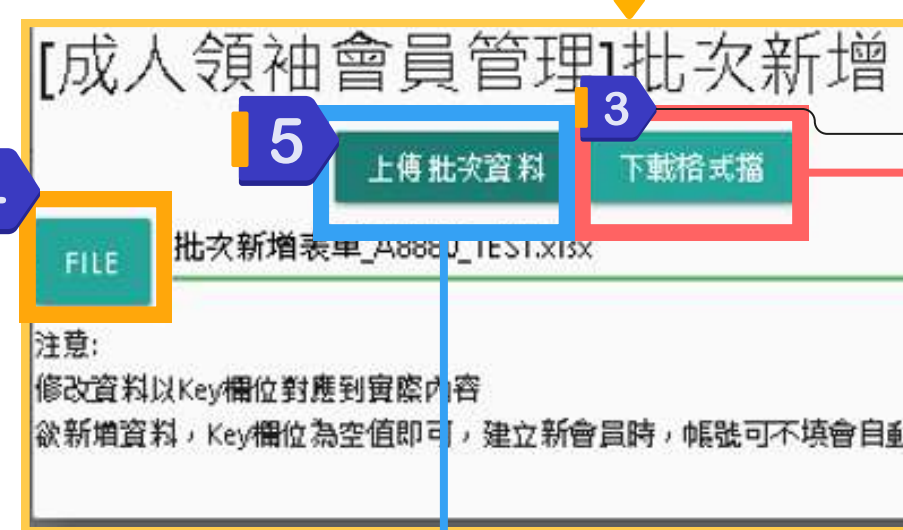 [成人領袖會員管理]批次新增
3
5
上傳批次資料
下載格式檔
FILE
批次新增表單_A8880_TEST.xlsx
注意:
修改資料以Key欄位對應到實際內容
欲新增資料，Key欄位為空值即可，建立新會員時，帳號可不填會自動